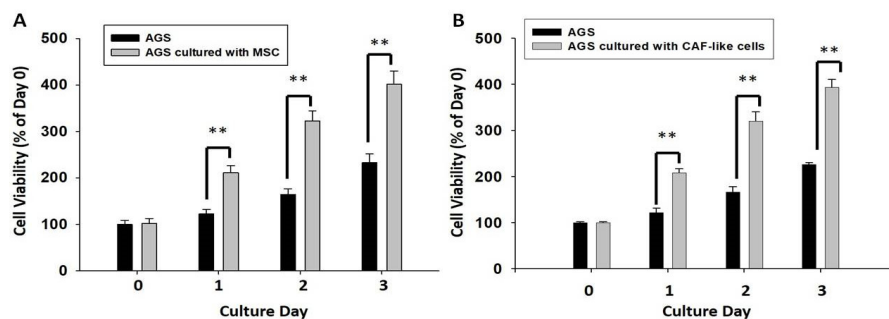 A
AGS
AGS cultured with MSC
Cell Viability (% of Day 0)
500
400
300
200
100
0
**
**
**
0 1 2 3
Culture Day
B
AGS
AGS cultured with CAF-like cells
Cell Viability (% of Day 0)
500
400
300
200
100
0
**
**
**
0 1 2 3
Culture Day